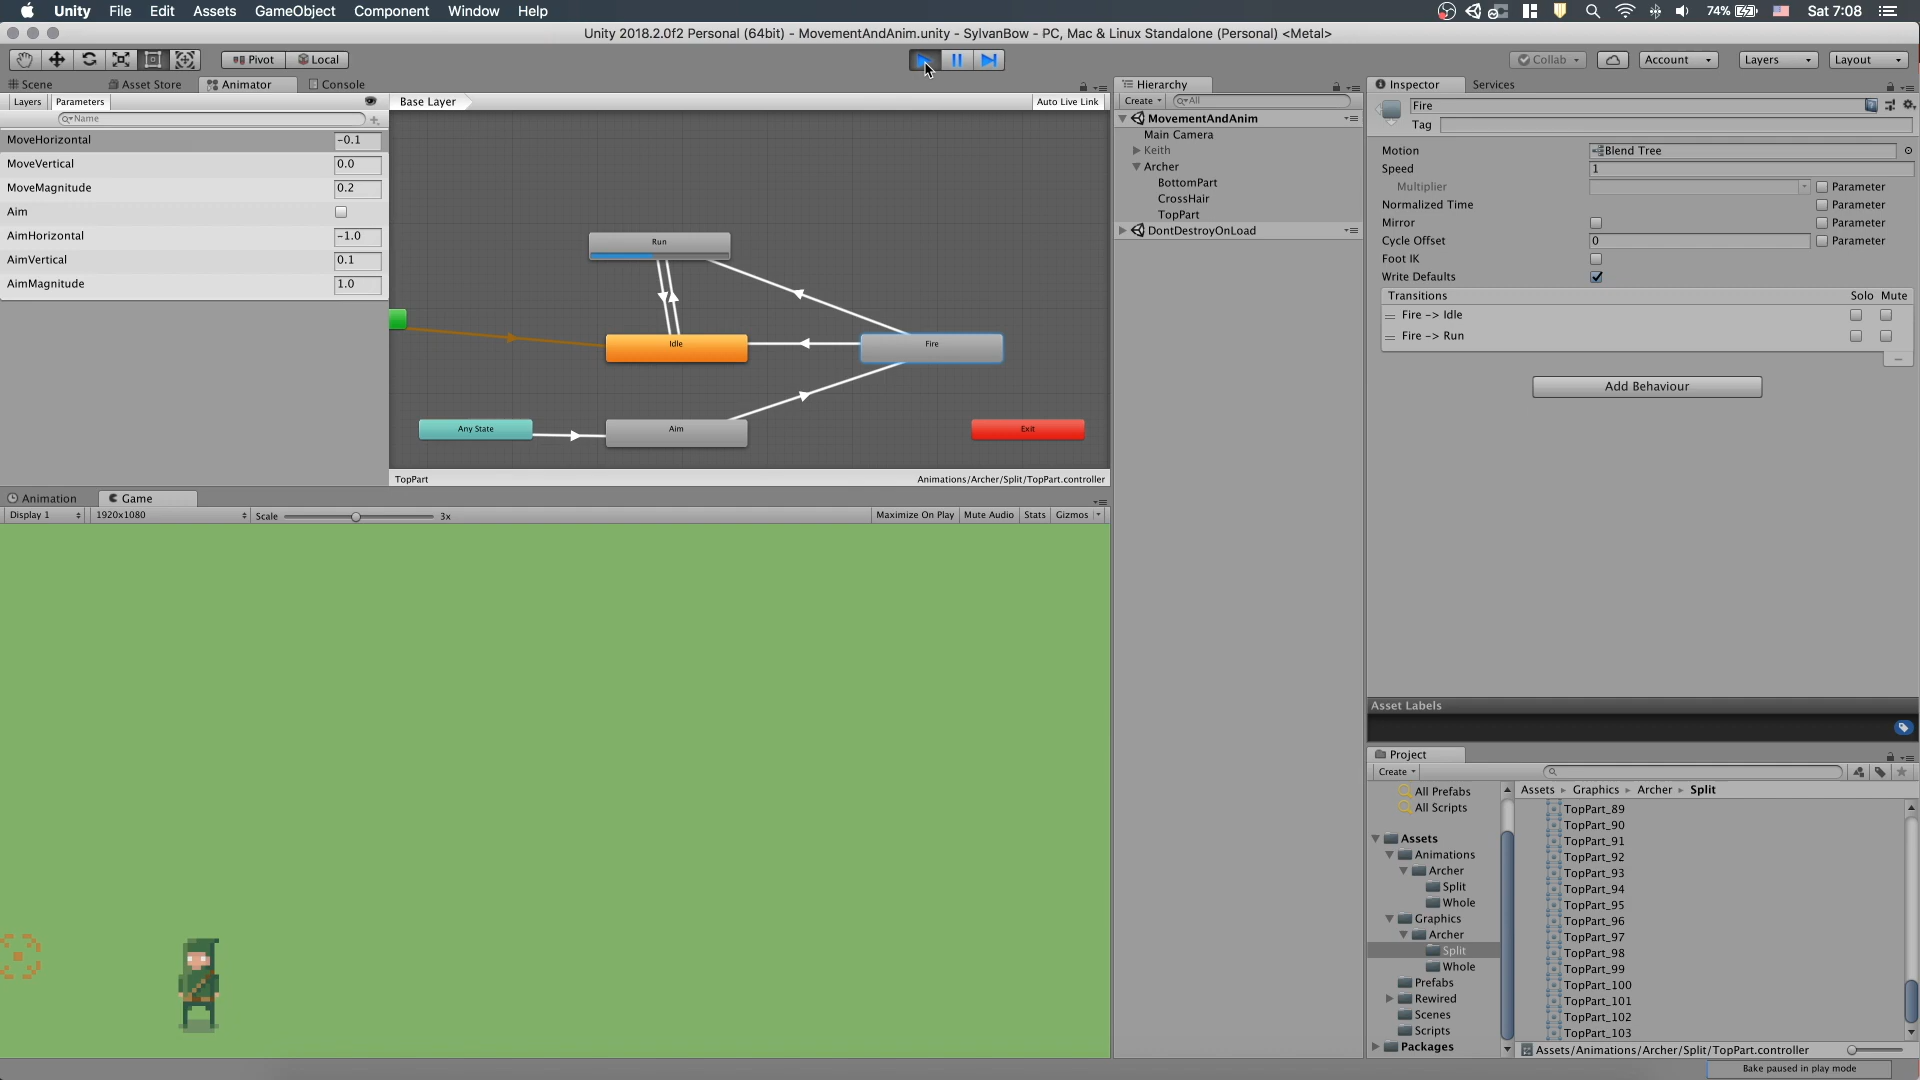 Unity File Edit Assets GameObject Component Window Help 74% Sat 7:08
Unity 2018.2.0f2 Personal (64bit) - MovementAndAnim.unity - SylvanBow - PC, Mac & Linux Standalone (Personal) <Metal>
Pivot Local Collab Account Layers Layout
Scene Asset Store Animator Console
Layers Parameters
Name
MoveHorizontal -0.1
MoveVertical 0.0
MoveMagnitude 0.2
Aim
AimHorizontal -1.0
AimVertical 0.1
AimMagnitude 1.0
Base Layer Auto Live Link
Run
Idle
Fire
Any State
Aim
Exit
TopPart Animations/Archer/Split/TopPart.controller
Animation Game
Display 1 1920x1080 Scale 3x Maximize On Play Mute Audio Stats Gizmos
Hierarchy
Create All
MovementAndAnim
Main Camera
Keith
Archer
BottomPart
CrossHair
TopPart
DontDestroyOnLoad
Inspector Services
Fire
Tag
Motion Blend Tree
Speed 1
Multiplier Parameter
Normalized Time Parameter
Mirror Parameter
Cycle Offset 0 Parameter
Foot IK
Write Defaults
Transitions Solo Mute
Fire -> Idle
Fire -> Run
Add Behaviour
Asset Labels
Project
Create
All Prefabs
All Scripts
Assets
Animations
Archer
Split
Whole
Graphics
Archer
Split
Whole
Prefabs
Rewired
Scenes
Scripts
Packages
Assets Graphics Archer Split
TopPart_89
TopPart_90
TopPart_91
TopPart_92
TopPart_93
TopPart_94
TopPart_95
TopPart_96
TopPart_97
TopPart_98
TopPart_99
TopPart_100
TopPart_101
TopPart_102
TopPart_103
Assets/Animations/Archer/Split/TopPart.controller
Bake paused in play mode